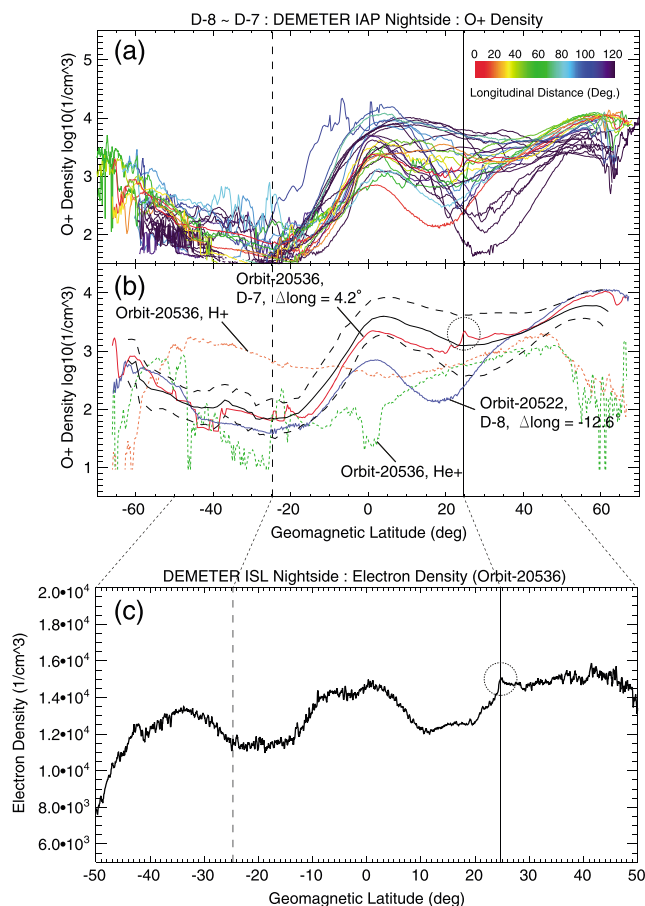 D-8 ~ D-7 : DEMETER IAP Nightside : O+ Density
(a)
0 20 40 60 80 100 120
Longitudinal Distance (Deg.)
O+ Density log10(1/cm^3)
5
4
3
2
(b)
Orbit-20536,
D-7, Δlong = 4.2°
Orbit-20536, H+
Orbit-20522,
D-8, Δlong = -12.6°
Orbit-20536, He+
O+ Density log10(1/cm^3)
4
3
2
1
-60 -40 -20 0 20 40 60
Geomagnetic Latitude (deg)
DEMETER ISL Nightside : Electron Density (Orbit-20536)
(c)
Electron Density (1/cm^3)
2.0•10^4
1.8•10^4
1.6•10^4
1.4•10^4
1.2•10^4
1.0•10^4
8.0•10^3
6.0•10^3
-50 -40 -30 -20 -10 0 10 20 30 40 50
Geomagnetic Latitude (deg)